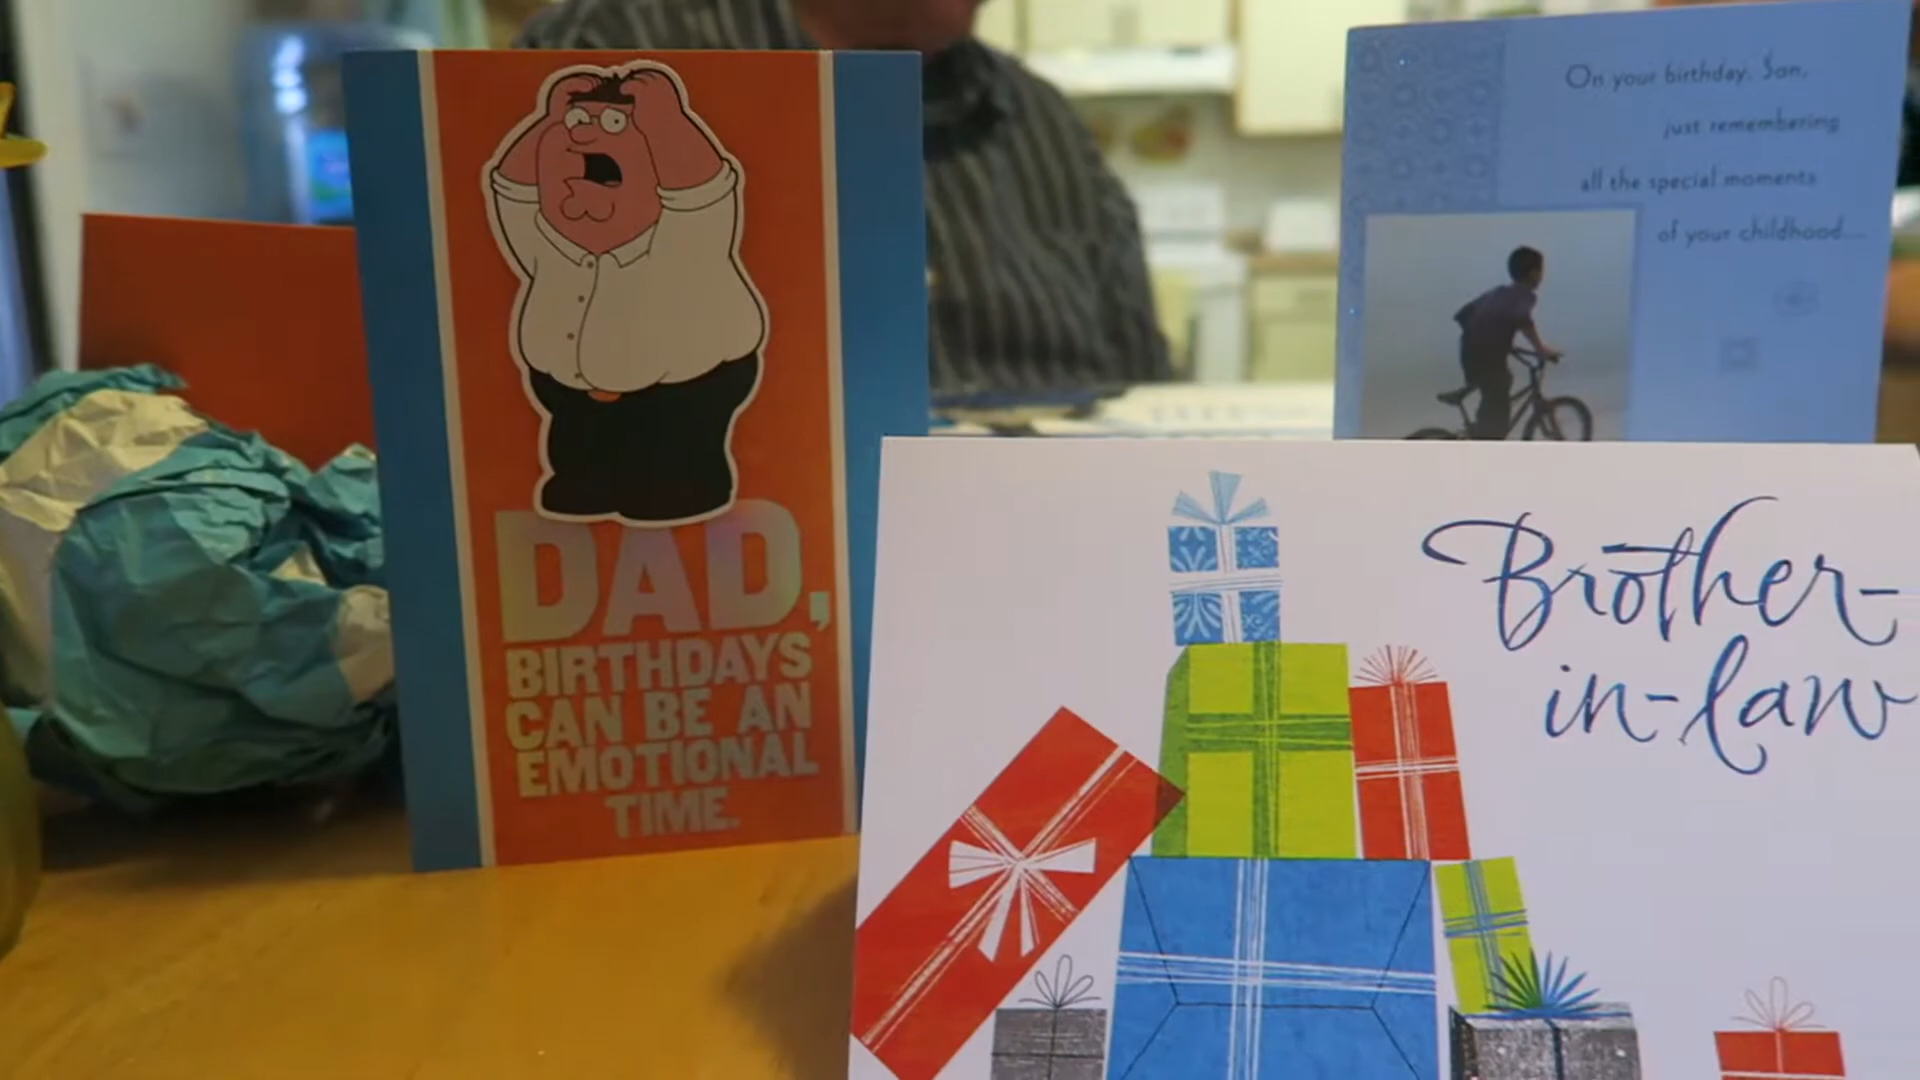 DAD,
BIRTHDAYS
CAN BE AN
EMOTIONAL
TIME.
On your birthday, Son,
just remembering
all the special moments
of your childhood...
Brother-
in-law